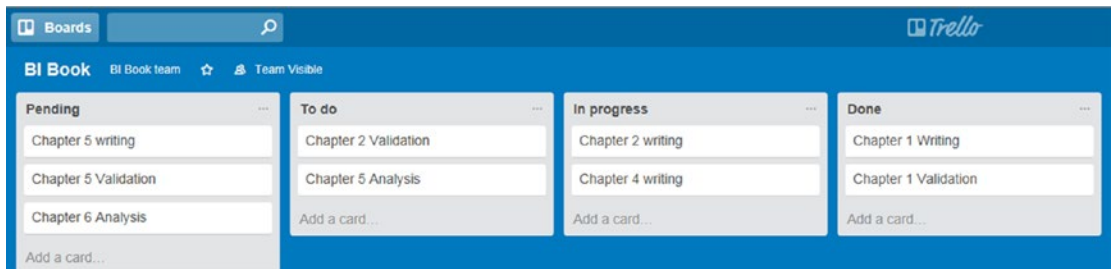 Boards
Trello
BI Book BI Book team Team Visible
Pending ...
Chapter 5 writing
Chapter 5 Validation
Chapter 6 Analysis
Add a card...
To do ...
Chapter 2 Validation
Chapter 5 Analysis
Add a card...
In progress ...
Chapter 2 writing
Chapter 4 writing
Add a card...
Done ...
Chapter 1 Writing
Chapter 1 Validation
Add a card...